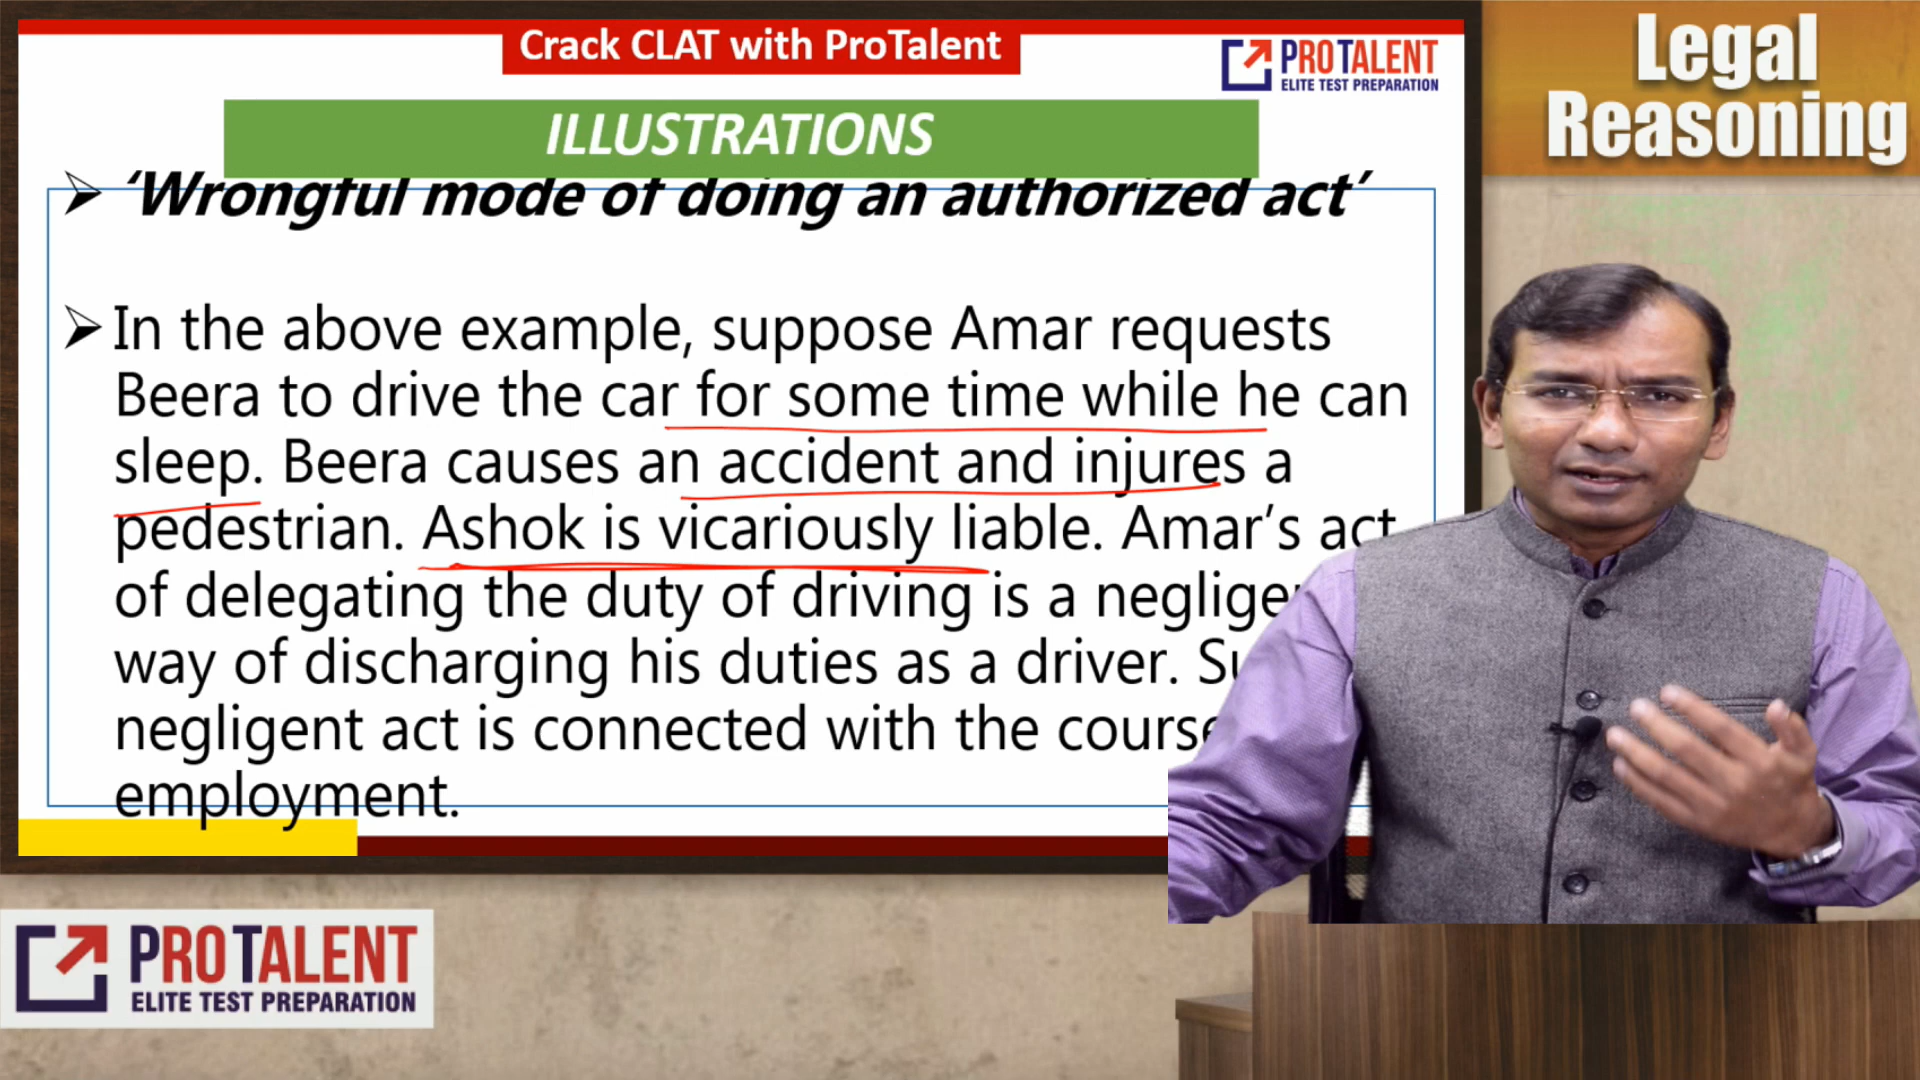 Crack CLAT with ProTalent
PROTALENT
ELITE TEST PREPARATION
Legal
Reasoning
ILLUSTRATIONS
‘Wrongful mode of doing an authorized act’
In the above example, suppose Amar requests
Beera to drive the car for some time while he can
sleep. Beera causes an accident and injures a
pedestrian. Ashok is vicariously liable. Amar’s act
of delegating the duty of driving is a
way of discharging his duties as a driver.
negligent act is connected with the course
employment.
PROTALENT
ELITE TEST PREPARATION